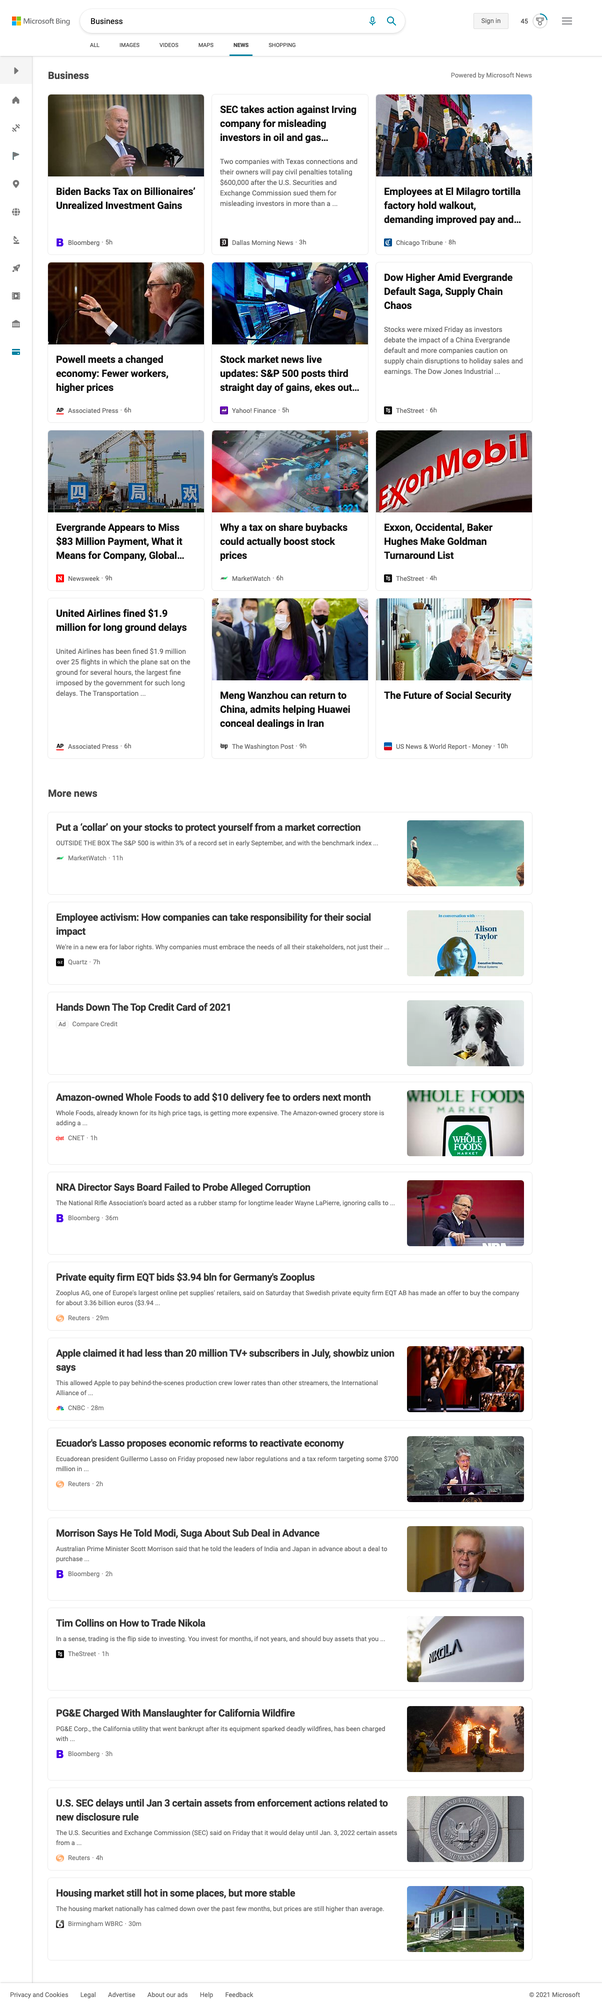 Microsoft Bing
Business
Sign in
45
ALL
IMAGES
VIDEOS
MAPS
NEWS
SHOPPING
Business
Powered by Microsoft News
Biden Backs Tax on Billionaires'
Unrealized Investment Gains
Bloomberg · 5h
SEC takes action against Irving
company for misleading
investors in oil and gas...
Two companies with Texas connections and
their owners will pay civil penalties totaling
$600,000 after the U.S. Securities and
Exchange Commission sued them for
misleading investors in more than a ...
Dallas Morning News · 3h
Employees at El Milagro tortilla
factory hold walkout,
demanding improved pay and...
Chicago Tribune · 8h
Powell meets a changed
economy: Fewer workers,
higher prices
AP
Associated Press · 6h
Stock market news live
updates: S&P 500 posts third
straight day of gains, ekes out...
Yahoo! Finance · 5h
Dow Higher Amid Evergrande
Default Saga, Supply Chain
Chaos
Stocks were mixed Friday as investors
debate the impact of a China Evergrande
default and more companies caution on
supply chain disruptions to holiday sales and
earnings. The Dow Jones Industrial ...
TheStreet · 6h
四 局 欢
Evergrande Appears to Miss
$83 Million Payment, What it
Means for Company, Global...
N
Newsweek · 9h
Why a tax on share buybacks
could actually boost stock
prices
MarketWatch · 6h
ExxonMobil
Exxon, Occidental, Baker
Hughes Make Goldman
Turnaround List
TheStreet · 4h
United Airlines fined $1.9
million for long ground delays
United Airlines has been fined $1.9 million
over 25 flights in which the plane sat on the
ground for several hours, the largest fine
imposed by the government for such long
delays. The Transportation ...
AP
Associated Press · 6h
Meng Wanzhou can return to
China, admits helping Huawei
conceal dealings in Iran
wp
The Washington Post · 9h
The Future of Social Security
US News & World Report - Money · 10h
More news
Put a 'collar' on your stocks to protect yourself from a market correction
OUTSIDE THE BOX The S&P 500 is within 3% of a record set in early September, and with the benchmark index ...
MarketWatch · 11h
Employee activism: How companies can take responsibility for their social
impact
We're in a new era for labor rights. Why companies must embrace the needs of all their stakeholders, not just their ...
Quartz · 7h
In conversation with
Alison
Taylor
Executive Director,
Ethical Systems
Hands Down The Top Credit Card of 2021
Ad
Compare Credit
Amazon-owned Whole Foods to add $10 delivery fee to orders next month
Whole Foods, already known for its high price tags, is getting more expensive. The Amazon-owned grocery store is
adding a ...
CNET · 1h
WHOLE FOODS
MARKET
WHOLE
FOODS
MARKET
NRA Director Says Board Failed to Probe Alleged Corruption
The National Rifle Association's board acted as a rubber stamp for longtime leader Wayne LaPierre, ignoring calls to ...
Bloomberg · 36m
NRA
Private equity firm EQT bids $3.94 bln for Germany's Zooplus
Zooplus AG, one of Europe's largest online pet supplies' retailers, said on Saturday that Swedish private equity firm EQT AB has made an offer to buy the company
for about 3.36 billion euros ($3.94 ...
Reuters · 29m
Apple claimed it had less than 20 million TV+ subscribers in July, showbiz union
says
This allowed Apple to pay behind-the-scenes production crew lower rates than other streamers, the International
Alliance of ...
CNBC · 28m
Ecuador's Lasso proposes economic reforms to reactivate economy
Ecuadorean president Guillermo Lasso on Friday proposed new labor regulations and a tax reform targeting some $700
million in ...
Reuters · 2h
Morrison Says He Told Modi, Suga About Sub Deal in Advance
Australian Prime Minister Scott Morrison said that he told the leaders of India and Japan in advance about a deal to
purchase ...
Bloomberg · 2h
Tim Collins on How to Trade Nikola
In a sense, trading is the flip side to investing. You invest for months, if not years, and should buy assets that you ...
TheStreet · 1h
NIKOLA
PG&E Charged With Manslaughter for California Wildfire
PG&E Corp., the California utility that went bankrupt after its equipment sparked deadly wildfires, has been charged
with ...
Bloomberg · 3h
U.S. SEC delays until Jan 3 certain assets from enforcement actions related to
new disclosure rule
The U.S. Securities and Exchange Commission (SEC) said on Friday that it would delay until Jan. 3, 2022 certain assets
from a ...
Reuters · 4h
Housing market still hot in some places, but more stable
The housing market nationally has calmed down over the past few months, but prices are still higher than average.
Birmingham WBRC · 30m
Privacy and Cookies
Legal
Advertise
About our ads
Help
Feedback
© 2021 Microsoft